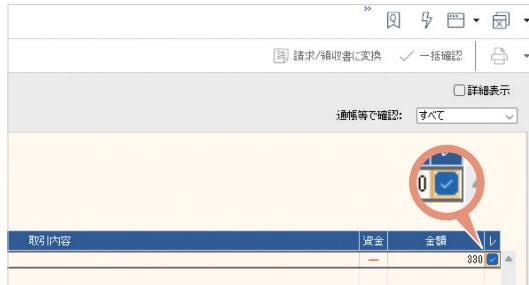 »
請求/領収書に変換 一括確認
詳細表示
通帳等で確認: すべて
0
取引内容 資金 金額 レ
— 330